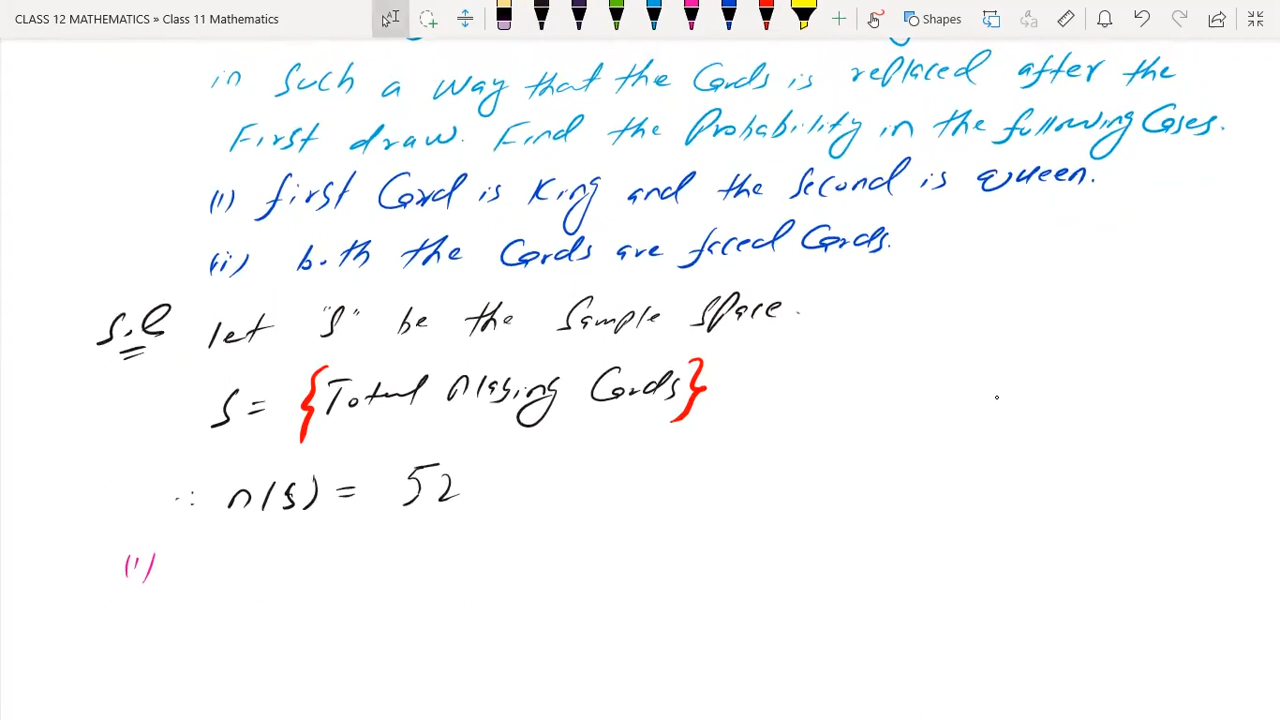 CLASS 12 MATHEMATICS » Class 11 Mathematics
Shapes
in such a way that the Cards is replaced after the
First draw. Find the Probability in the following Cases.
(i) first Card is King and the second is queen.
(ii) both the Cards are faced Cards.
Sol let "S" be the Sample Space.
S = {Total Playing Cards}
∴ n(S) = 52
(i)